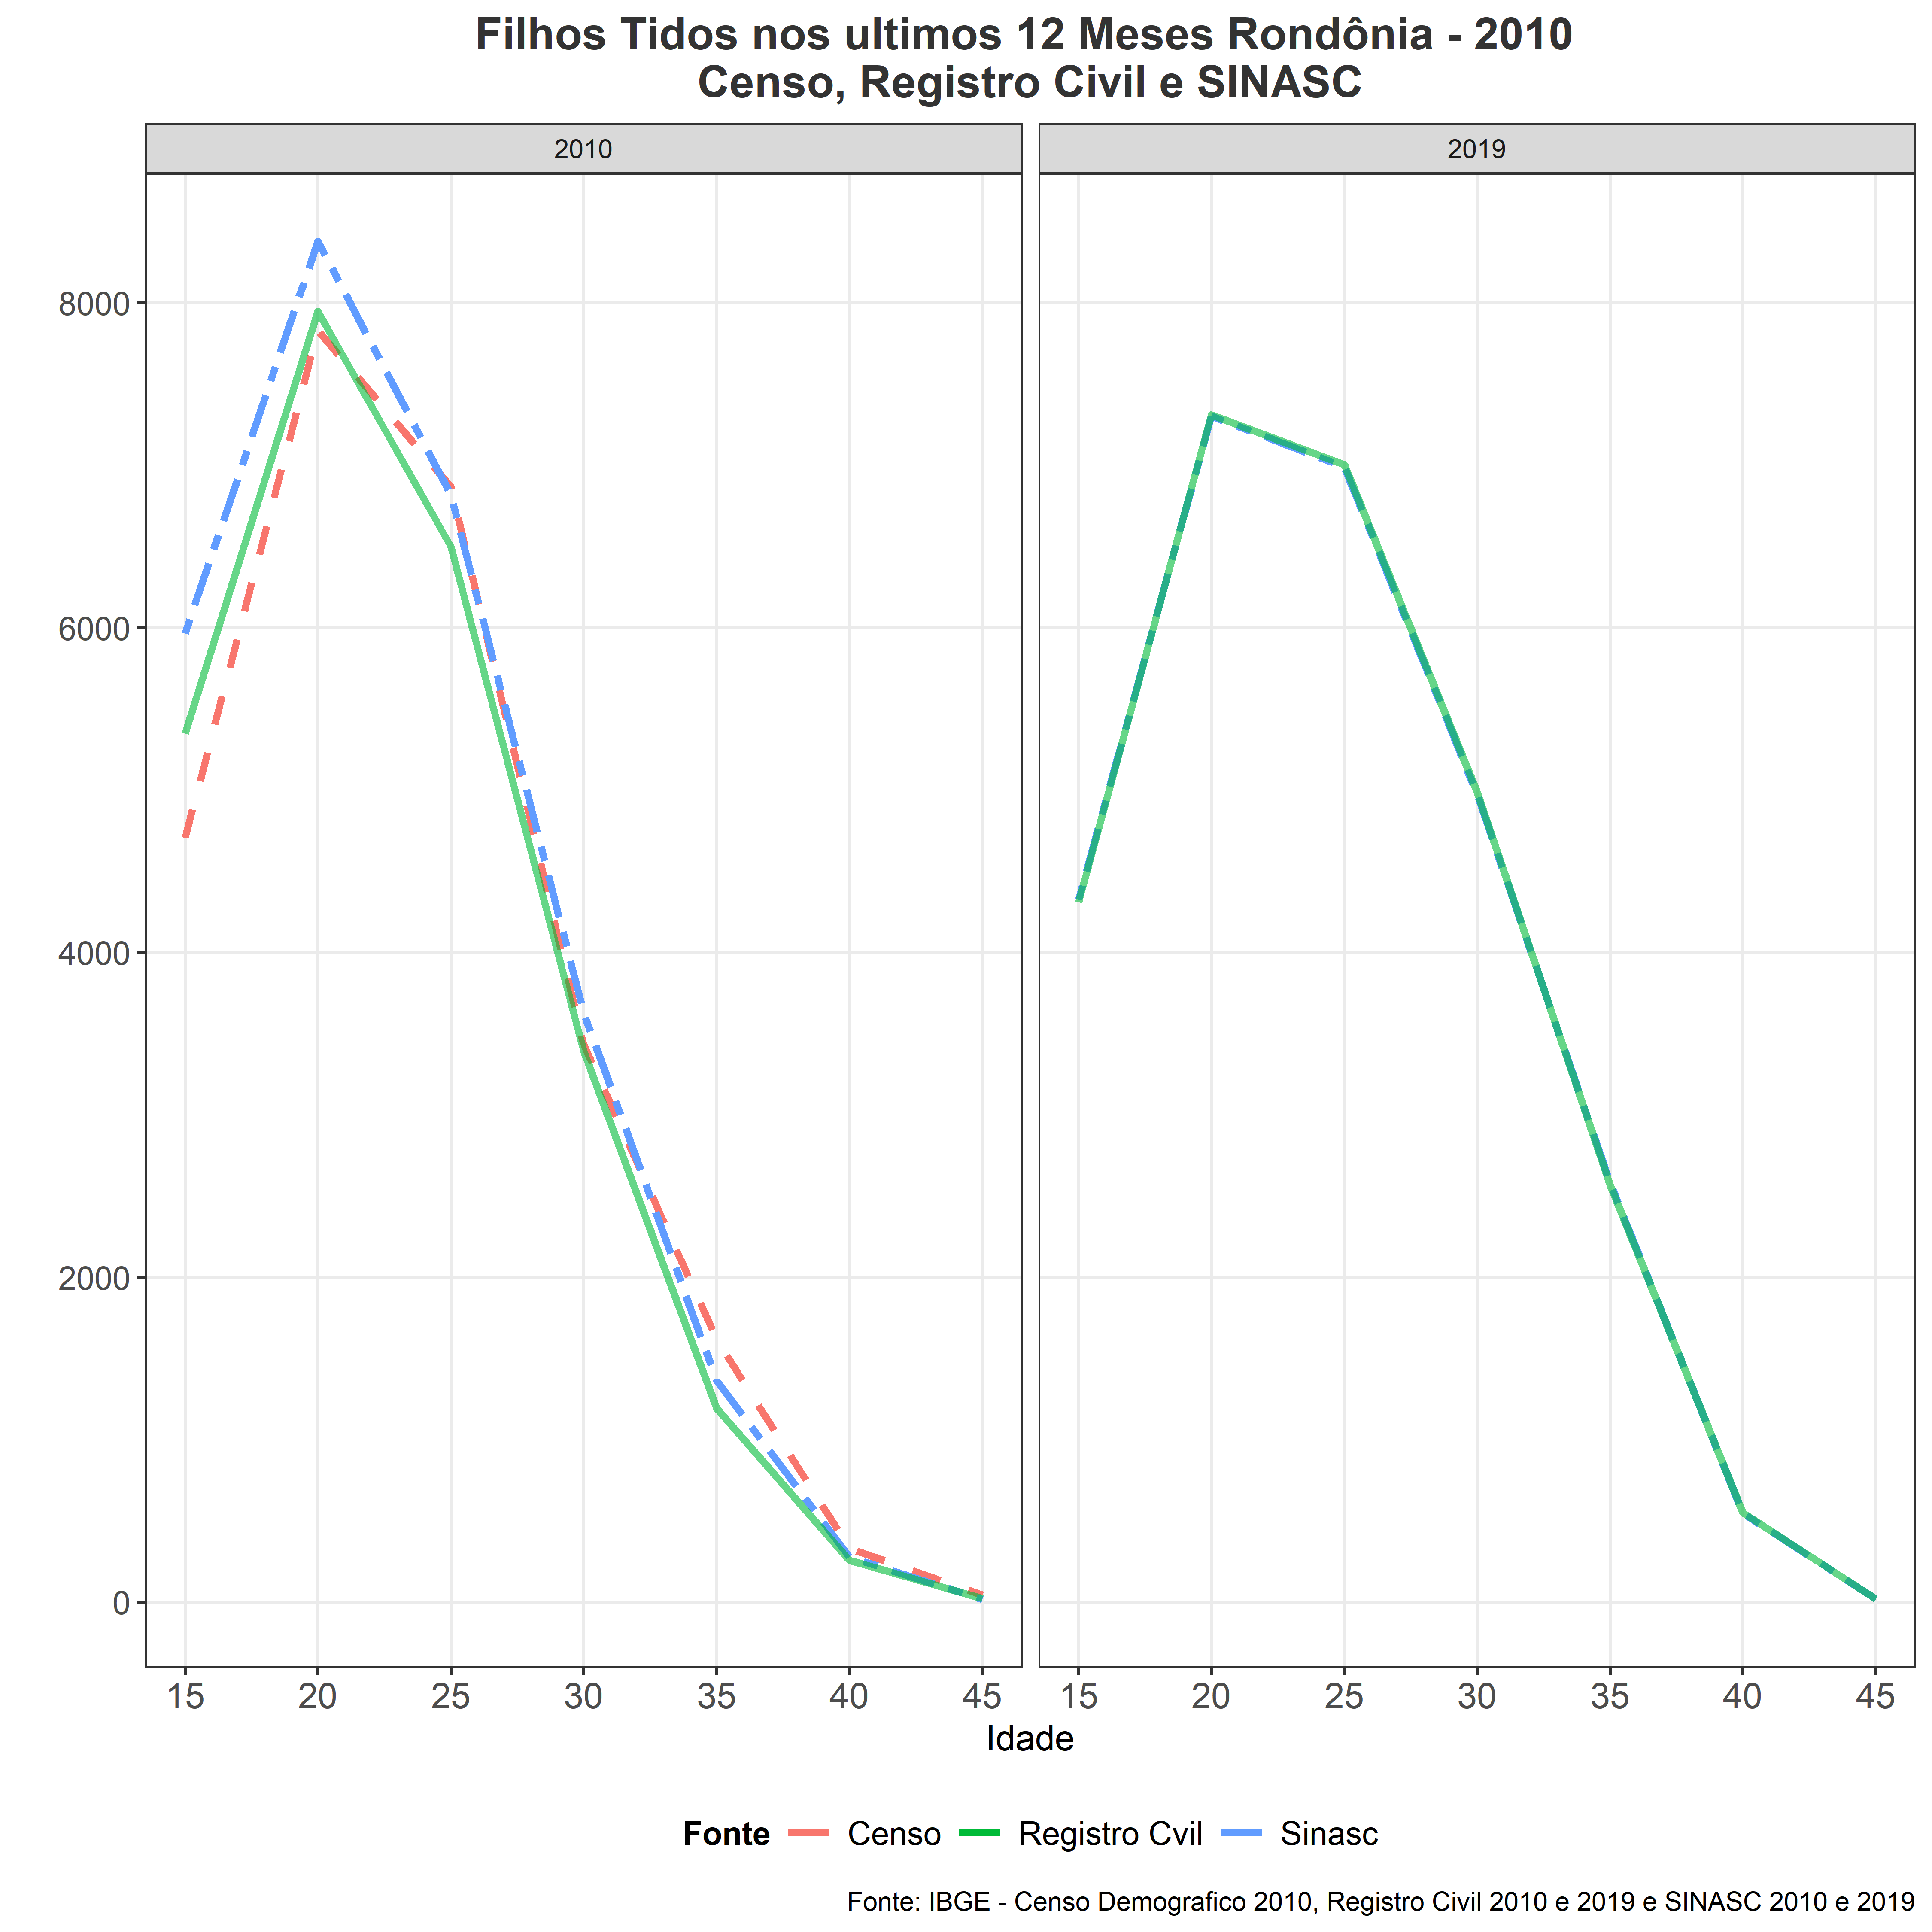 Filhos Tidos nos ultimos 12 Meses Rondônia - 2010
Censo, Registro Civil e SINASC
2010 2019
8000
6000
4000
2000
0
15 20 25 30 35 40 45 15 20 25 30 35 40 45
Idade
Fonte Censo Registro Cvil Sinasc
Fonte: IBGE - Censo Demografico 2010, Registro Civil 2010 e 2019 e SINASC 2010 e 2019